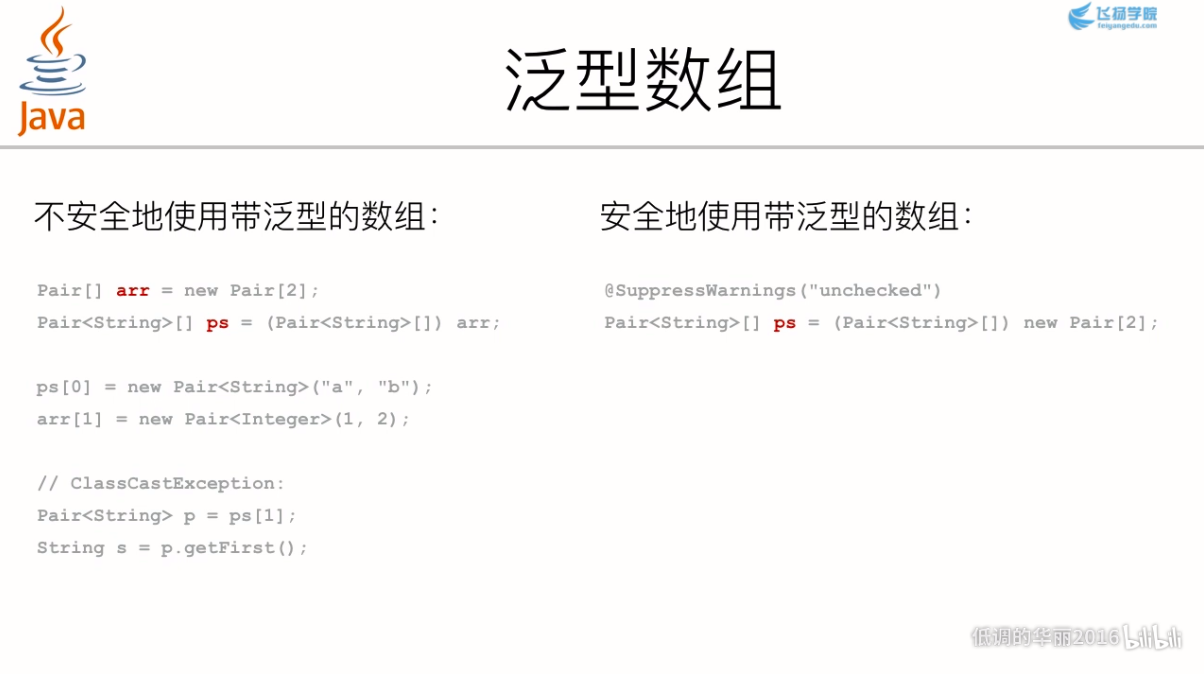 Java
飞扬学院
feiyangedu.com
泛型数组
不安全地使用带泛型的数组：
Pair[] arr = new Pair[2];
Pair<String>[] ps = (Pair<String>[]) arr;
ps[0] = new Pair<String>("a", "b");
arr[1] = new Pair<Integer>(1, 2);
// ClassCastException:
Pair<String> p = ps[1];
String s = p.getFirst();
安全地使用带泛型的数组：
@SuppressWarnings("unchecked")
Pair<String>[] ps = (Pair<String>[]) new Pair[2];
低调的华丽2016 bilibili